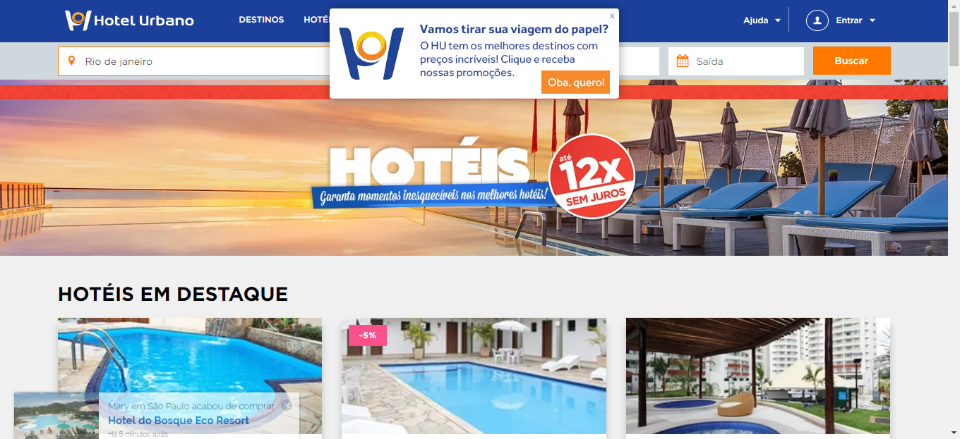 Hotel Urbano
DESTINOS
HOTÉ
Ajuda
Entrar
x
Vamos tirar sua viagem do papel?
O HU tem os melhores destinos com
preços incríveis! Clique e receba
nossas promoções.
Oba, quero!
Rio de janeiro
Saída
Buscar
HOTÉIS
Garanta momentos inesquecíveis nos melhores hotéis!
até
12x
SEM JUROS
HOTÉIS EM DESTAQUE
-5%
Mary em São Paulo acabou de comprar
Hotel do Bosque Eco Resort
Há 8 minutos atrás